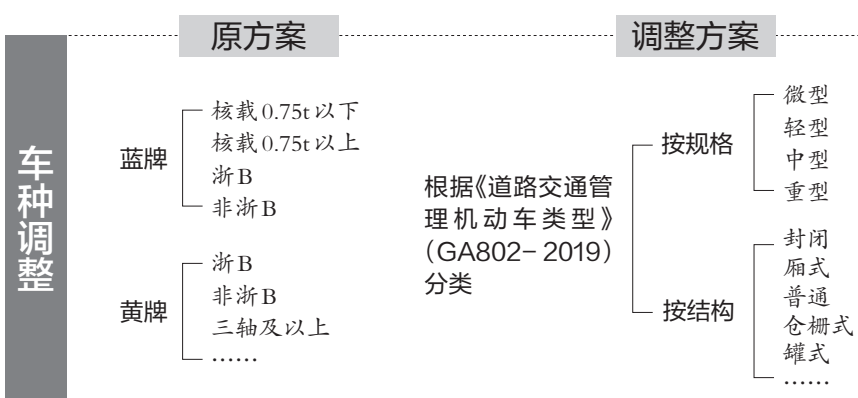 车种调整
原方案
蓝牌
核载0.75t以下
核载0.75t以上
浙B
非浙B
黄牌
浙B
非浙B
三轴及以上
……
调整方案
根据《道路交通管
理机动车类型》
（GA802-2019）
分类
按规格
微型
轻型
中型
重型
按结构
封闭
厢式
普通
仓栅式
罐式
……